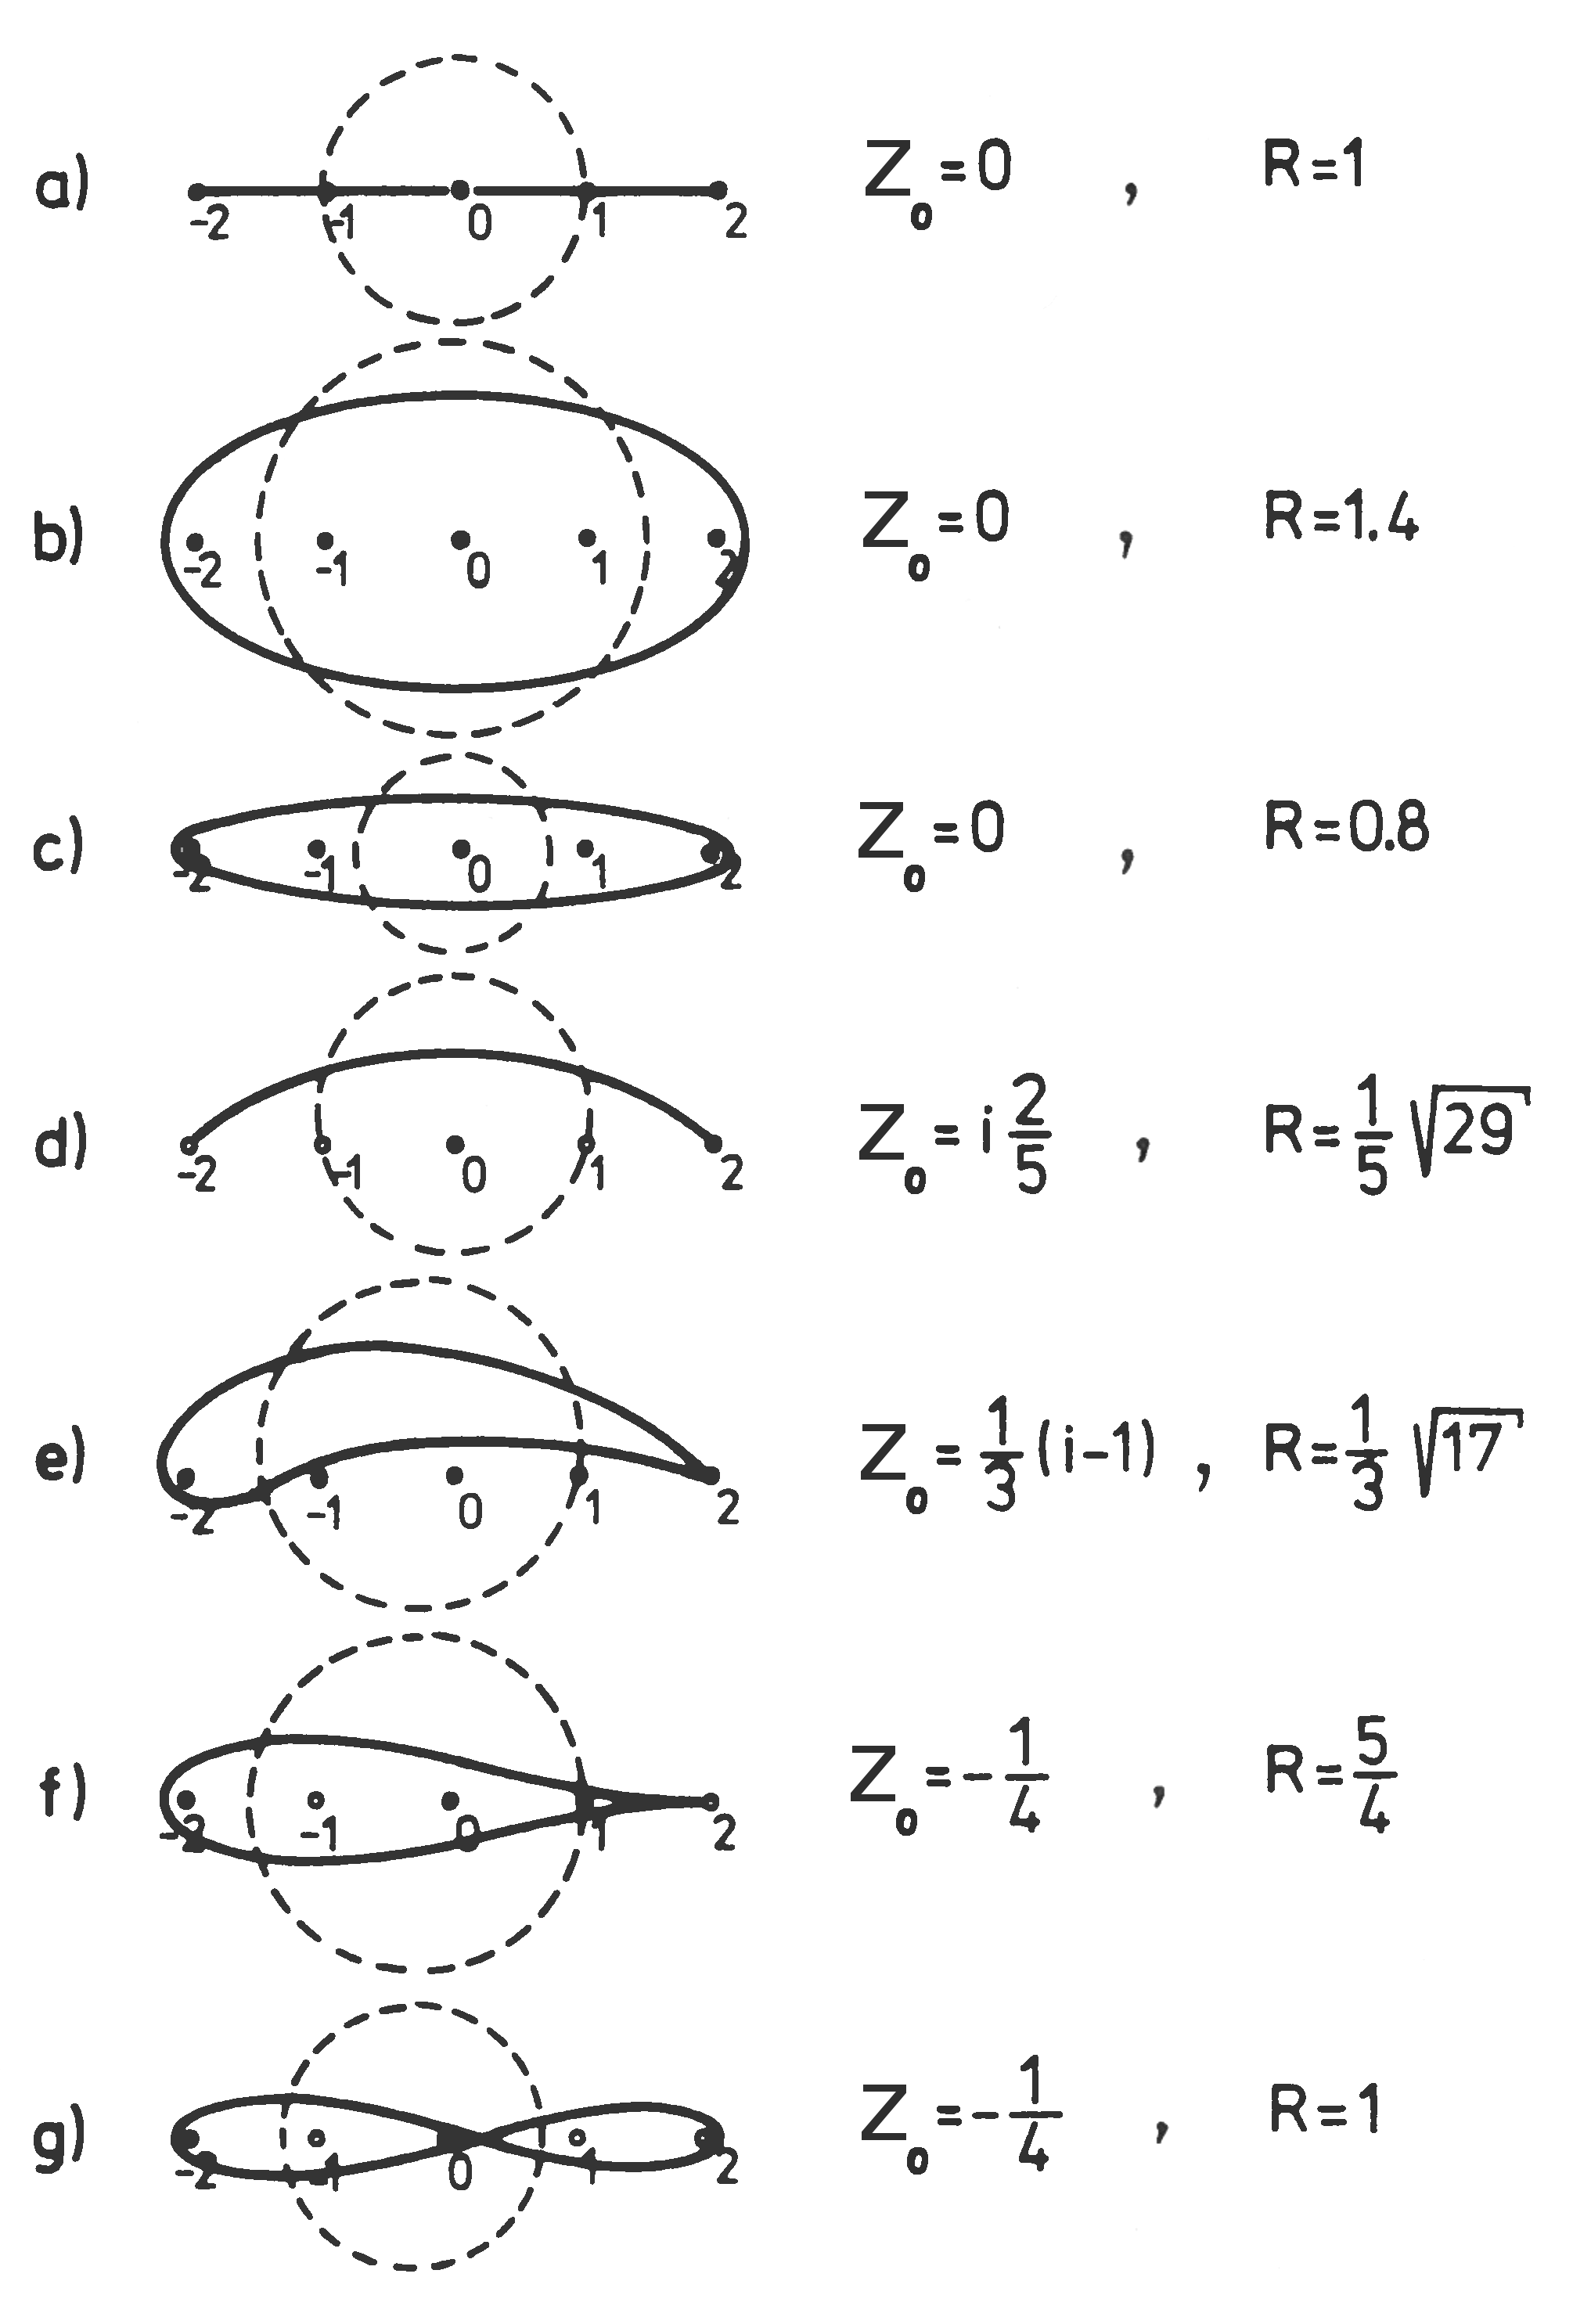 a) -2 -1 0 1 2 Z₀=0 , R=1
b) -2 -1 0 1 2 Z₀=0 , R=1.4
c) -2 -1 0 1 2 Z₀=0 , R=0.8
d) -2 -1 0 1 2 Z₀= i 2/5 , R= 1/5 √29
e) -2 -1 0 1 2 Z₀= 1/3 (i-1) , R= 1/3 √17
f) -2 -1 0 1 2 Z₀=- 1/4 , R= 5/4
g) -2 -1 0 1 2 Z₀=- 1/4 , R=1